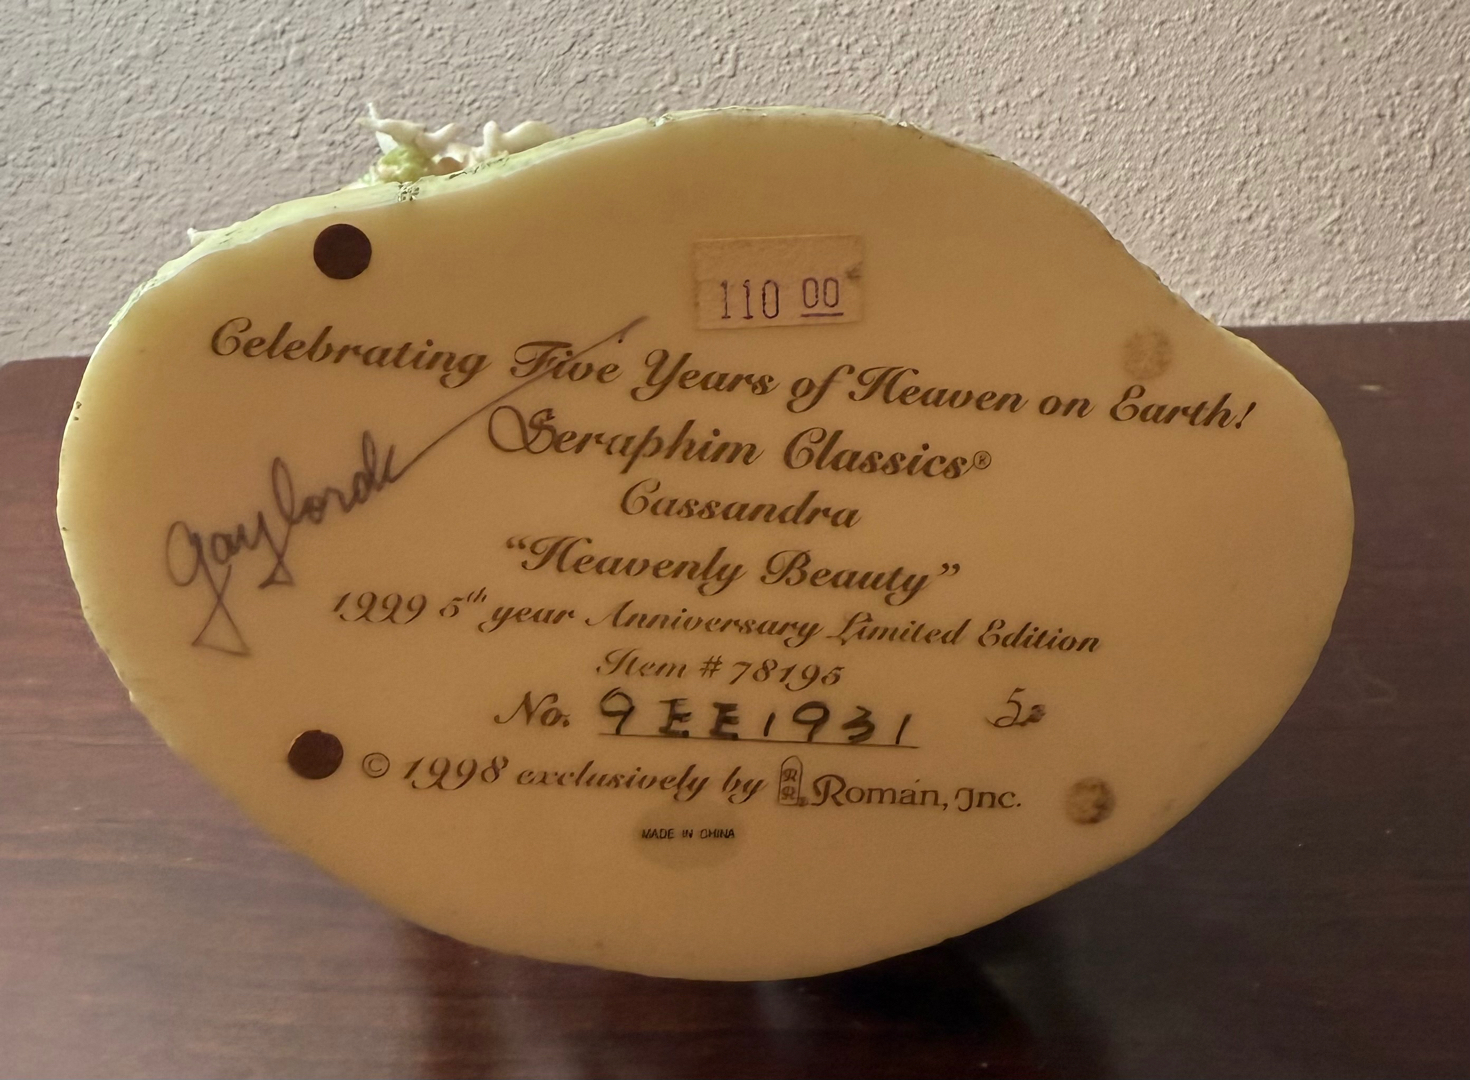 110 00
Celebrating Five Years of Heaven on Earth!
Seraphim Classics®
Cassandra
"Heavenly Beauty"
gaylord
1999 5th year Anniversary Limited Edition
Item # 78195
No. 9EE1931
© 1998 exclusively by RR Roman, Inc.
MADE IN CHINA